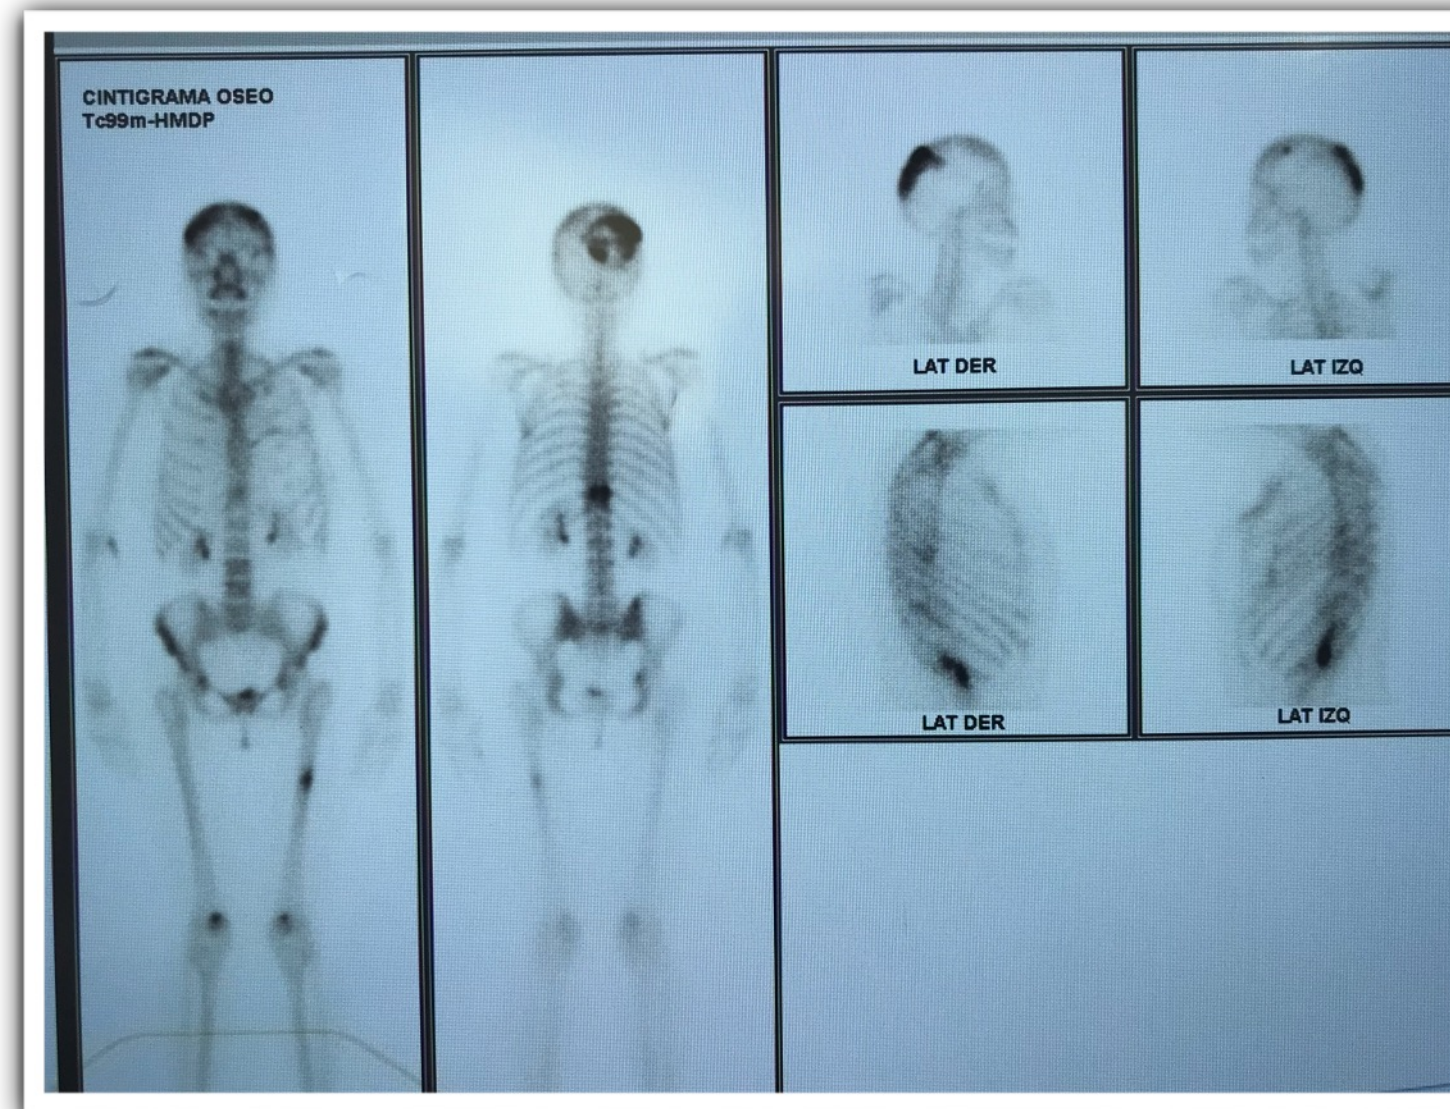 CINTIGRAMA OSEO
Tc99m-HMDP
LAT DER
LAT IZQ
LAT DER
LAT IZQ